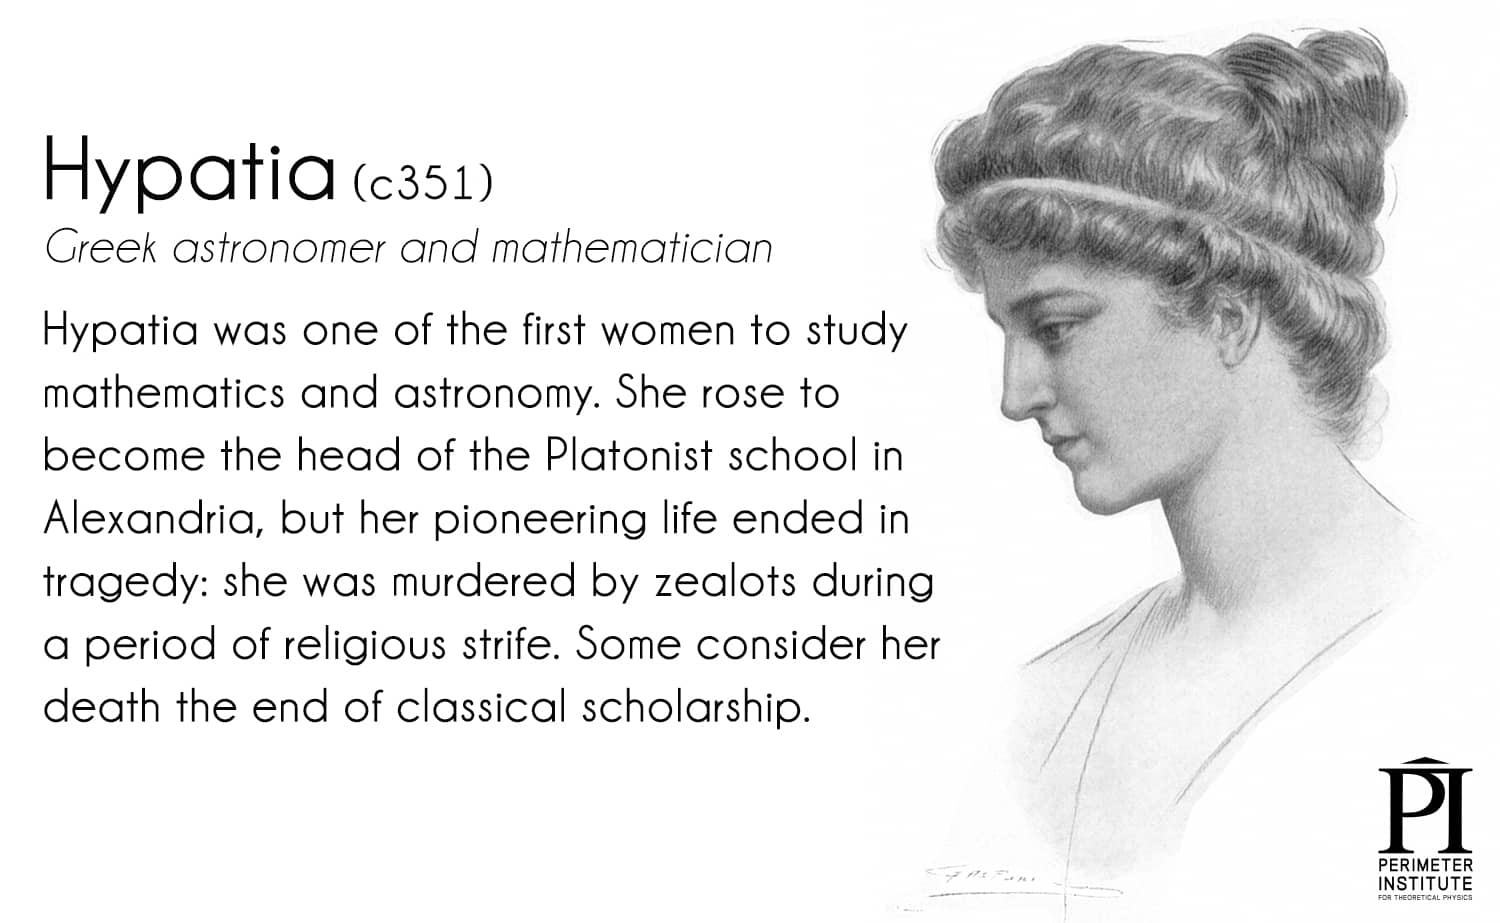 Hypatia (c351)
Greek astronomer and mathematician
Hypatia was one of the first women to study
mathematics and astronomy. She rose to
become the head of the Platonist school in
Alexandria, but her pioneering life ended in
tragedy: she was murdered by zealots during
a period of religious strife. Some consider her
death the end of classical scholarship.
PI
PERIMETER
INSTITUTE
FOR THEORETICAL PHYSICS